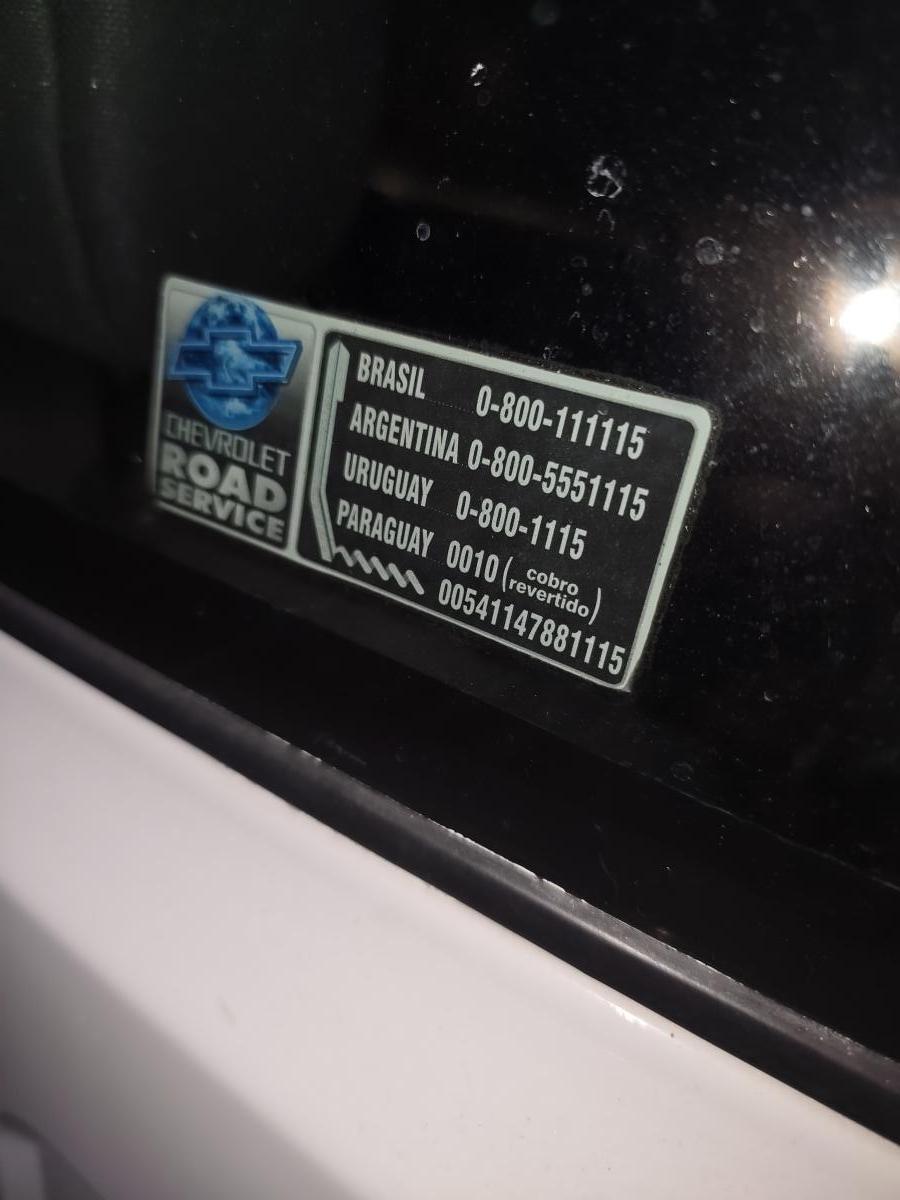 CHEVROLET
ROAD
SERVICE
BRASIL 0-800-111115
ARGENTINA 0-800-5551115
URUGUAY 0-800-1115
PARAGUAY 0010 (cobro revertido)
00541147881115